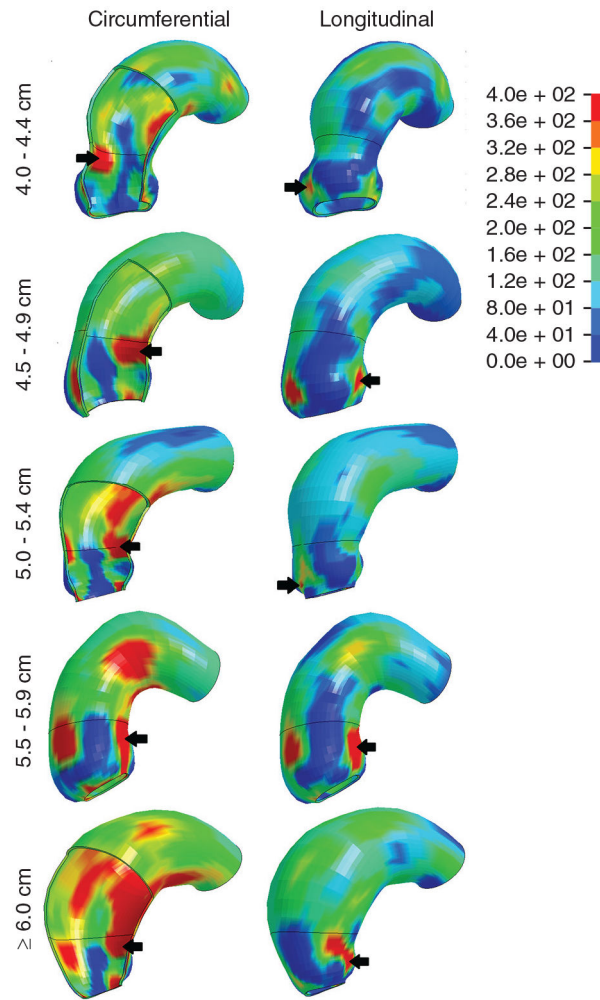 Circumferential Longitudinal
4.0 - 4.4 cm
4.5 - 4.9 cm
5.0 - 5.4 cm
5.5 - 5.9 cm
≥ 6.0 cm
4.0e + 02
3.6e + 02
3.2e + 02
2.8e + 02
2.4e + 02
2.0e + 02
1.6e + 02
1.2e + 02
8.0e + 01
4.0e + 01
0.0e + 00